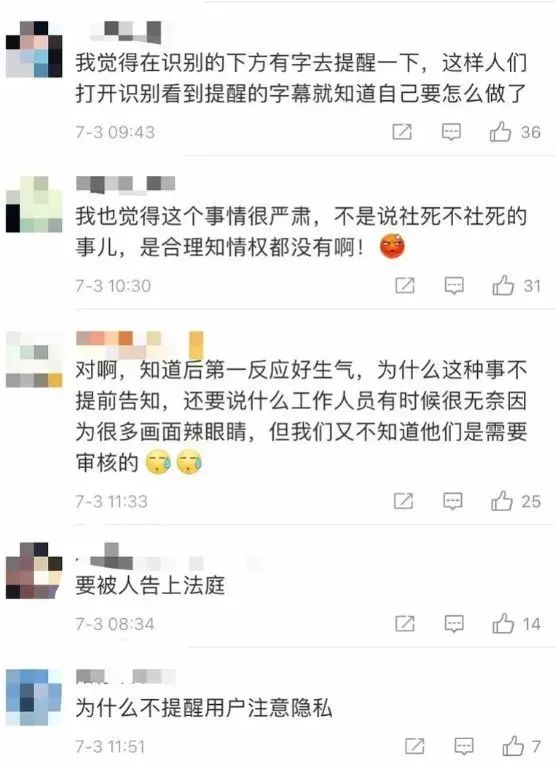 我觉得在识别的下方有字去提醒一下，这样人们
打开识别看到提醒的字幕就知道自己要怎么做了
7-3 09:43
36
我也觉得这个事情很严肃，不是说社死不社死的
事儿，是合理知情权都没有啊！
7-3 10:30
31
对啊，知道后第一反应好生气，为什么这种事不
提前告知，还要说什么工作人员有时候很无奈因
为很多画面辣眼睛，但我们又不知道他们是需要
审核的
7-3 11:33
25
要被人告上法庭
7-3 08:34
14
为什么不提醒用户注意隐私
7-3 11:51
7